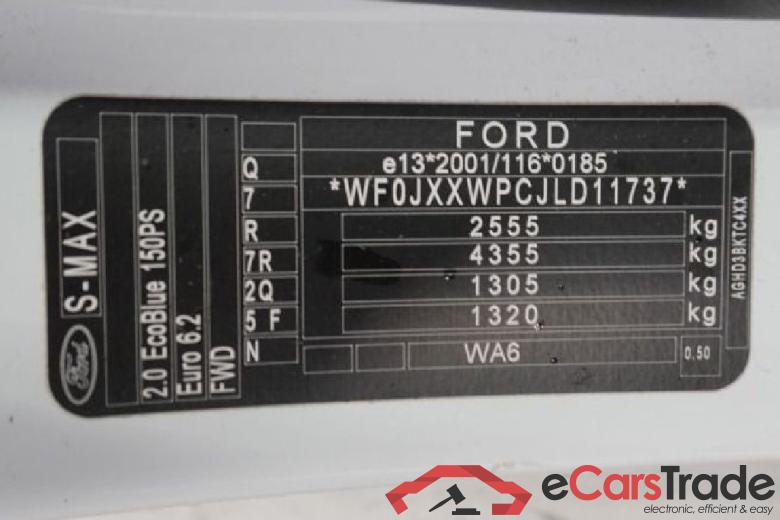 FORD
e13*2001/116*0185
*WF0JXXWPCJLD11737*
2555 kg
4355 kg
1305 kg
1320 kg
WA6 0.50
Q
7
R
7R
2Q
5 F
N
Ford S-MAX
2.0 EcoBlue 150PS
Euro 6.2
FWD
AGHD3BKTC4XX
eCarsTrade
electronic, efficient & easy